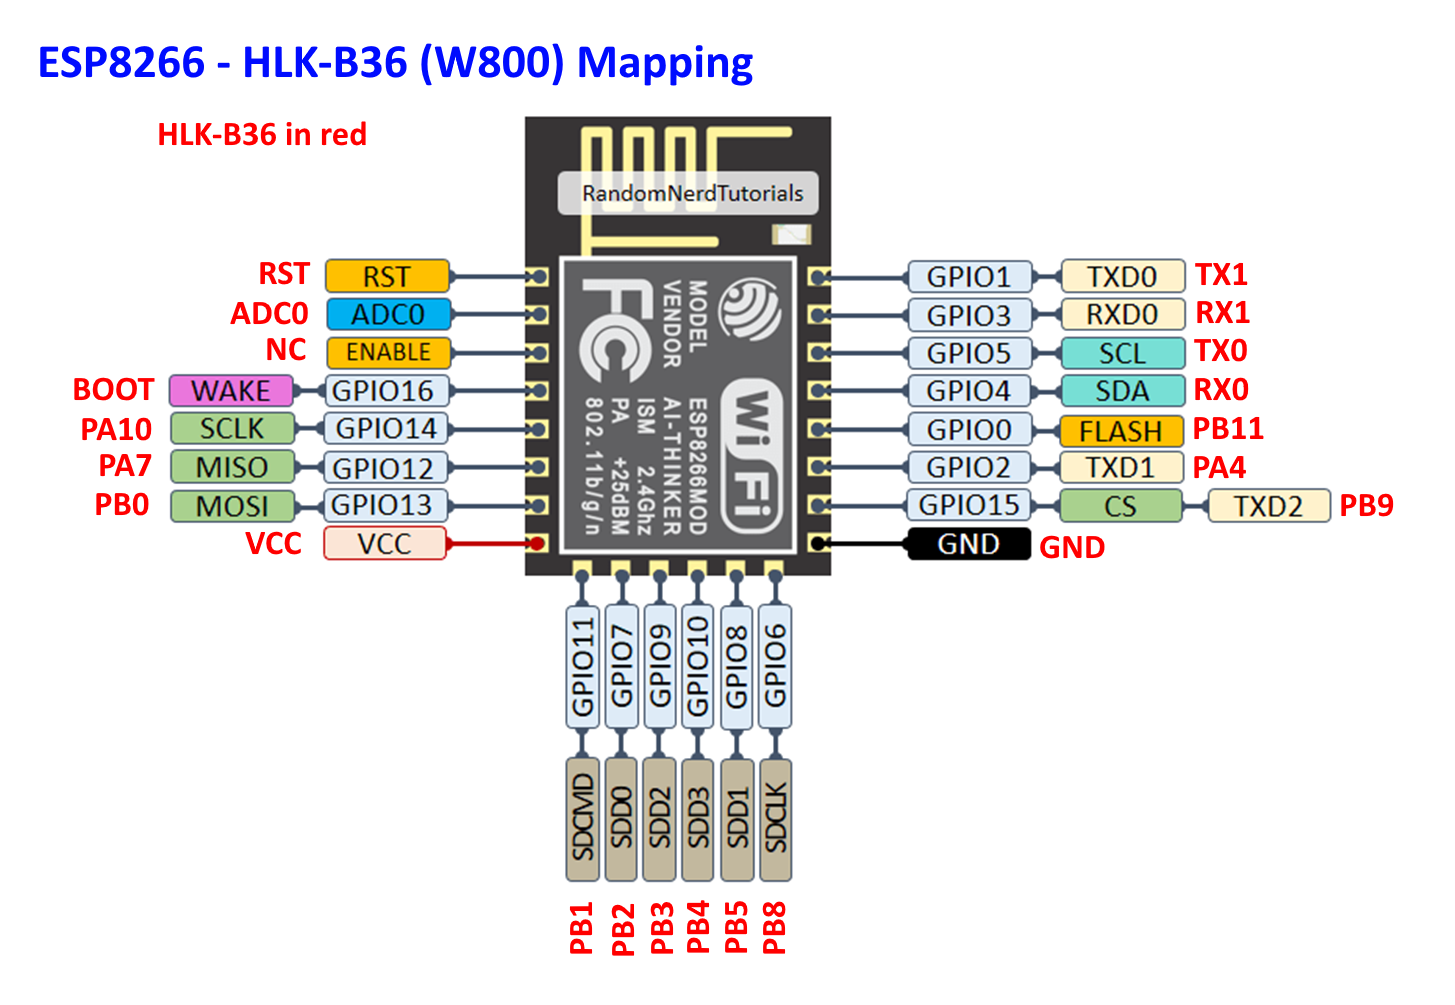 ESP8266 - HLK-B36 (W800) Mapping
HLK-B36 in red
RandomNerdTutorials
RST RST
ADC0 ADC0
NC ENABLE
BOOT WAKE GPIO16
PA10 SCLK GPIO14
PA7 MISO GPIO12
PB0 MOSI GPIO13
VCC VCC
FC
MODEL
VENDOR
ESP8266MOD
AI-THINKER
ISM 2.4Ghz
PA +25dBM
802.11b/g/n
WiFi
GPIO1 TXD0 TX1
GPIO3 RXD0 RX1
GPIO5 SCL TX0
GPIO4 SDA RX0
GPIO0 FLASH PB11
GPIO2 TXD1 PA4
GPIO15 CS TXD2 PB9
GND GND
GPIO11 SDCMD PB1
GPIO7 SDD0 PB2
GPIO9 SDD2 PB3
GPIO10 SDD3 PB4
GPIO8 SDD1 PB5
GPIO6 SDCLK PB8